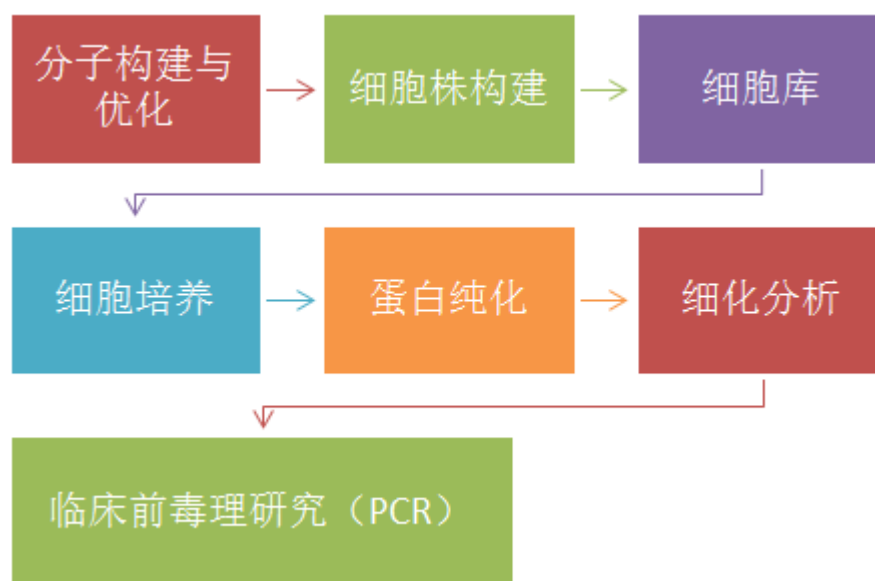 分子构建与
优化
细胞株构建
细胞库
细胞培养
蛋白纯化
细化分析
临床前毒理研究（PCR）